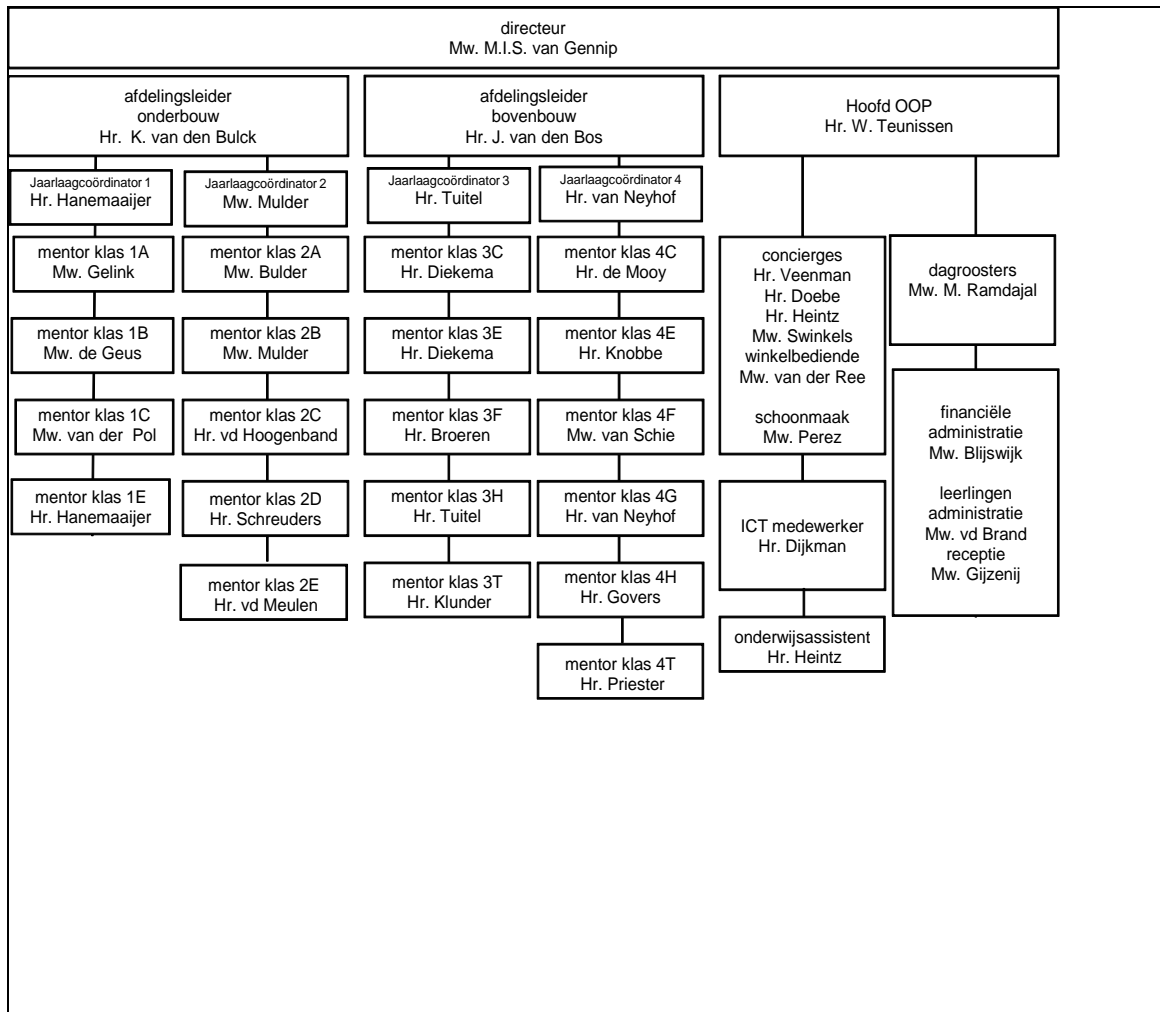 directeur
Mw. M.I.S. van Gennip
afdelingsleider
onderbouw
Hr. K. van den Bulck
afdelingsleider
bovenbouw
Hr. J. van den Bos
Hoofd OOP
Hr. W. Teunissen
Jaarlaagcoördinator 1
Hr. Hanemaaijer
mentor klas 1A
Mw. Gelink
mentor klas 1B
Mw. de Geus
mentor klas 1C
Mw. van der Pol
mentor klas 1E
Hr. Hanemaaijer
Jaarlaagcoördinator 2
Mw. Mulder
mentor klas 2A
Mw. Bulder
mentor klas 2B
Mw. Mulder
mentor klas 2C
Hr. vd Hoogenband
mentor klas 2D
Hr. Schreuders
mentor klas 2E
Hr. vd Meulen
Jaarlaagcoördinator 3
Hr. Tuitel
mentor klas 3C
Hr. Diekema
mentor klas 3E
Hr. Diekema
mentor klas 3F
Hr. Broeren
mentor klas 3H
Hr. Tuitel
mentor klas 3T
Hr. Klunder
Jaarlaagcoördinator 4
Hr. van Neyhof
mentor klas 4C
Hr. de Mooy
mentor klas 4E
Hr. Knobbe
mentor klas 4F
Mw. van Schie
mentor klas 4G
Hr. van Neyhof
mentor klas 4H
Hr. Govers
mentor klas 4T
Hr. Priester
concierges
Hr. Veenman
Hr. Doebe
Hr. Heintz
Mw. Swinkels
winkelbediende
Mw. van der Ree
schoonmaak
Mw. Perez
ICT medewerker
Hr. Dijkman
onderwijsassistent
Hr. Heintz
dagroosters
Mw. M. Ramdajal
financiële
administratie
Mw. Blijswijk
leerlingen
administratie
Mw. vd Brand
receptie
Mw. Gijzenij